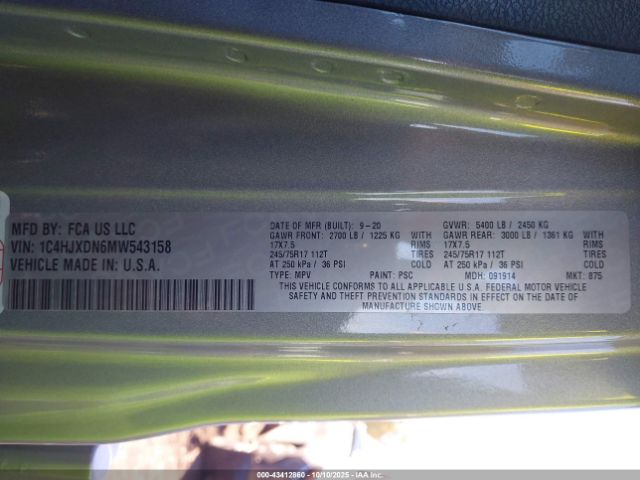 MFD BY: FCA US LLC
VIN: 1C4HJXDN6MW543158
VEHICLE MADE IN: U.S.A.
DATE OF MFR (BUILT): 9-20 GVWR: 5400 LB / 2450 KG
GAWR FRONT: 2700 LB / 1225 KG GAWR REAR: 3000 LB / 1361 KG
17X7.5 RIMS 17X7.5 RIMS
245/75R17 112T TIRES 245/75R17 112T TIRES
AT 250 kPa / 36 PSI COLD AT 250 kPa / 36 PSI COLD
TYPE: MPV PAINT: PSC MDH: 091914 MKT: 875
THIS VEHICLE CONFORMS TO ALL APPLICABLE U.S.A. FEDERAL MOTOR VEHICLE
SAFETY AND THEFT PREVENTION STANDARDS IN EFFECT ON THE DATE OF
MANUFACTURE SHOWN ABOVE.
000-43412860 - 10/10/2025 - IAAI.CA